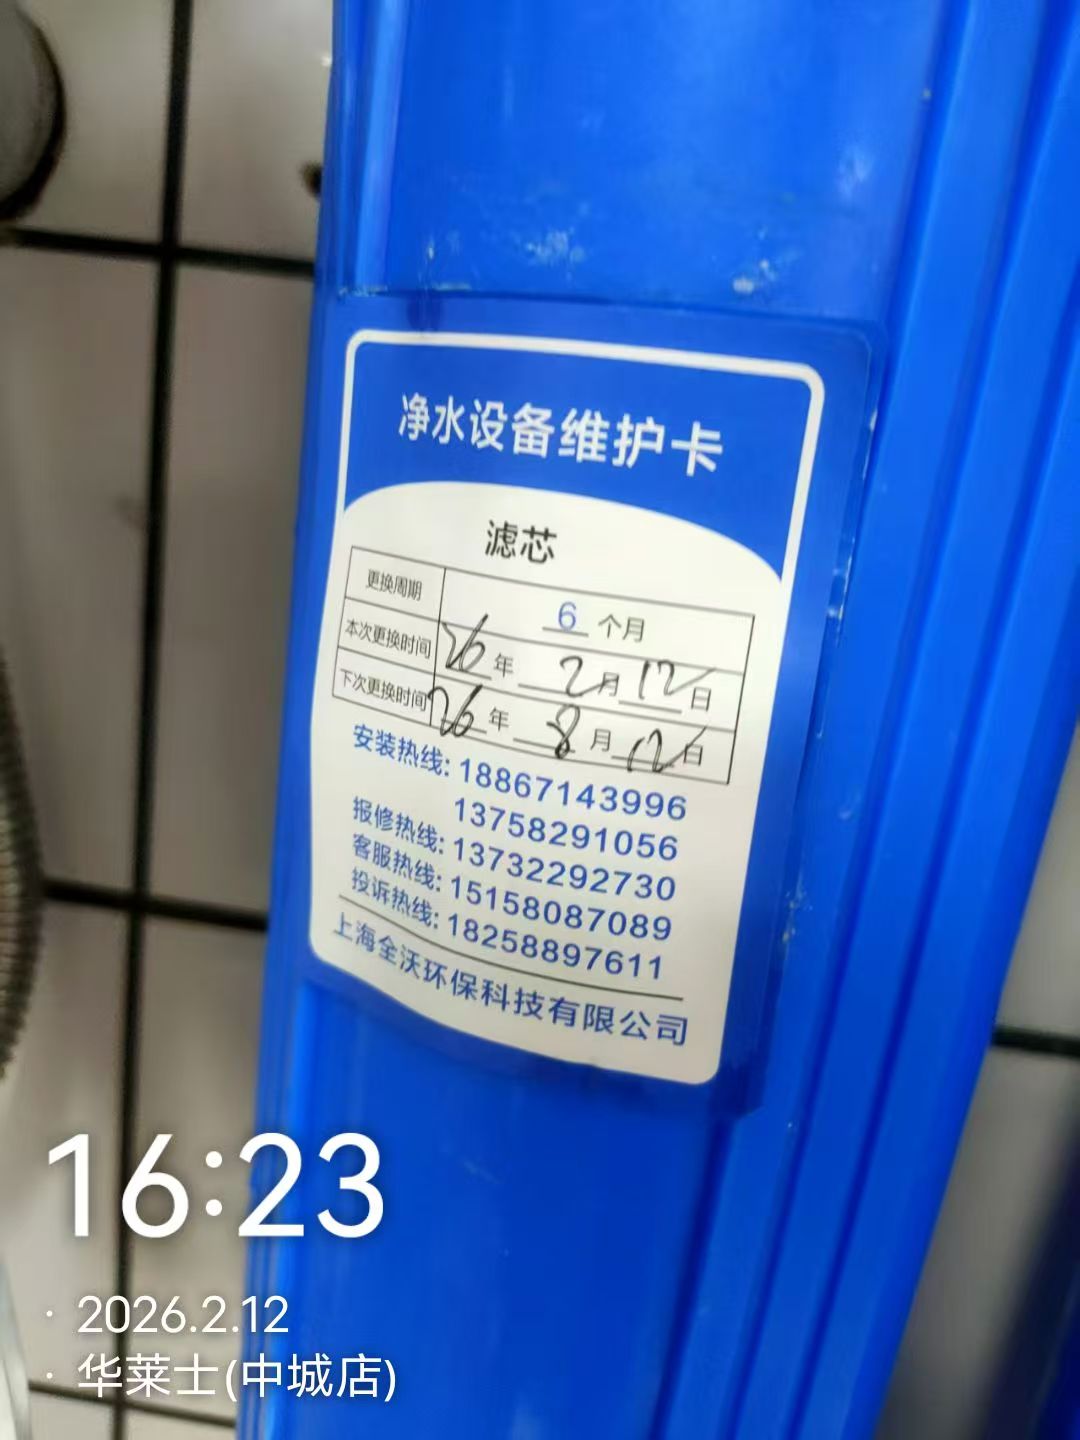 净水设备维护卡
滤芯
更换周期 6 个月
本次更换时间 26 年 2 月 12 日
下次更换时间 26 年 8 月 12 日
安装热线: 18867143996
13758291056
报修热线: 13732292730
客服热线: 15158087089
投诉热线: 18258897611
上海全沃环保科技有限公司
16:23
· 2026.2.12
· 华莱士(中城店)